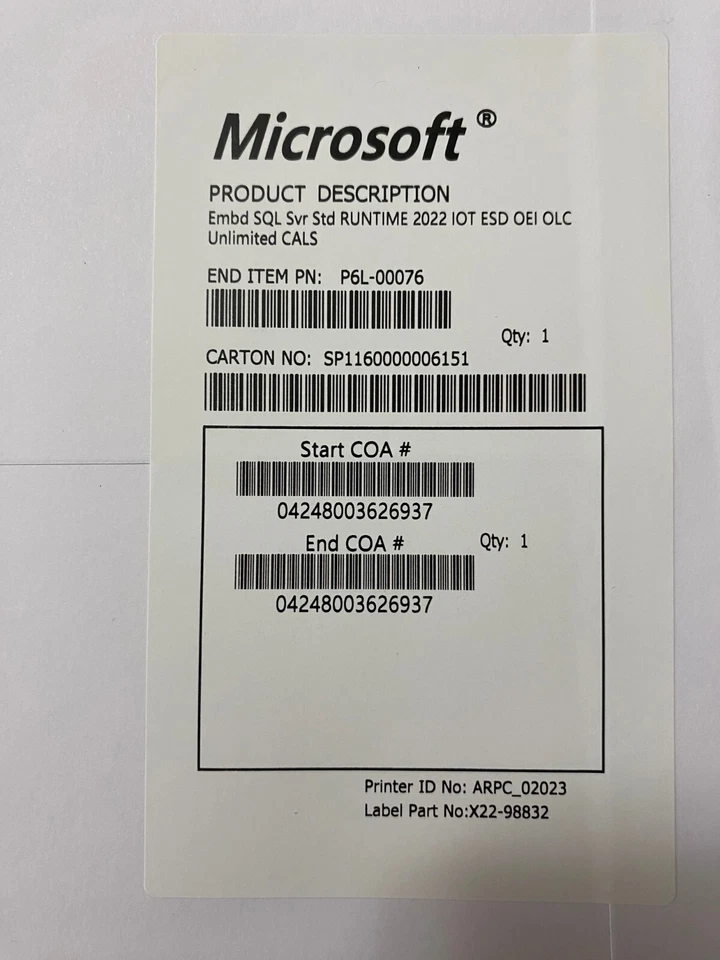 Microsoft ®
PRODUCT DESCRIPTION
Embd SQL Svr Std RUNTIME 2022 IOT ESD OEI OLC
Unlimited CALS
END ITEM PN: P6L-00076
Qty: 1
CARTON NO: SP1160000006151
Start COA #
04248003626937
End COA # Qty: 1
04248003626937
Printer ID No: ARPC_02023
Label Part No:X22-98832